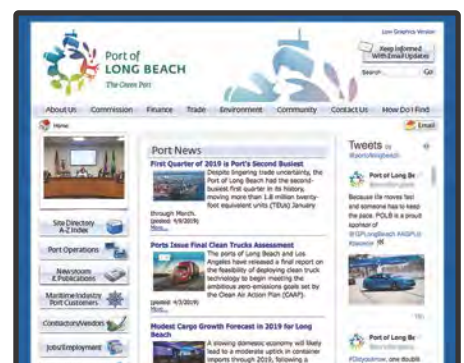 Low Graphics Version
Port of
LONG BEACH
The Green Port
Keep Informed
With Email Updates
Search
Go
About Us Commission Finance Trade Environment Community Contact Us How Do I Find
Home
Email
Site Directory
A-Z Index
Port Operations
Newsroom
& Publications
Maritime Industry
Port Customers
Contractors/Vendors
Jobs/Employment
Port News
First Quarter of 2019 is Port's Second Busiest
Despite lingering trade uncertainty, the
Port of Long Beach had the second-
busiest first quarter in its history,
moving more than 1.8 million twenty-
foot equivalent units (TEUs) January
through March.
(posted: 4/9/2019)
More...
Ports Issue Final Clean Trucks Assessment
The ports of Long Beach and Los
Angeles have released a final report on
the feasibility of deploying clean truck
technology to begin meeting the
ambitious zero-emissions goals set by
the Clean Air Action Plan (CAAP).
(posted: 4/3/2019)
More...
Modest Cargo Growth Forecast in 2019 for Long
Beach
A slowing domestic economy will likely
lead to a moderate uptick in container
imports through 2019, following a
Tweets by
@portoflongbeach
Port of Long Be
Because life moves fast
and someone has to keep
the pace. POLB is a proud
sponsor of
@GPLongBeach #AGPLB
Port of Long Be
one double